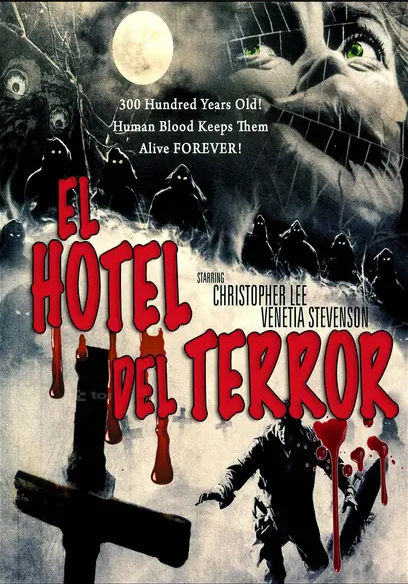 300 Hundred Years Old!
Human Blood Keeps Them
Alive FOREVER!
EL
HOTEL
STARRING
CHRISTOPHER LEE
VENETIA STEVENSON
DEL TERROR